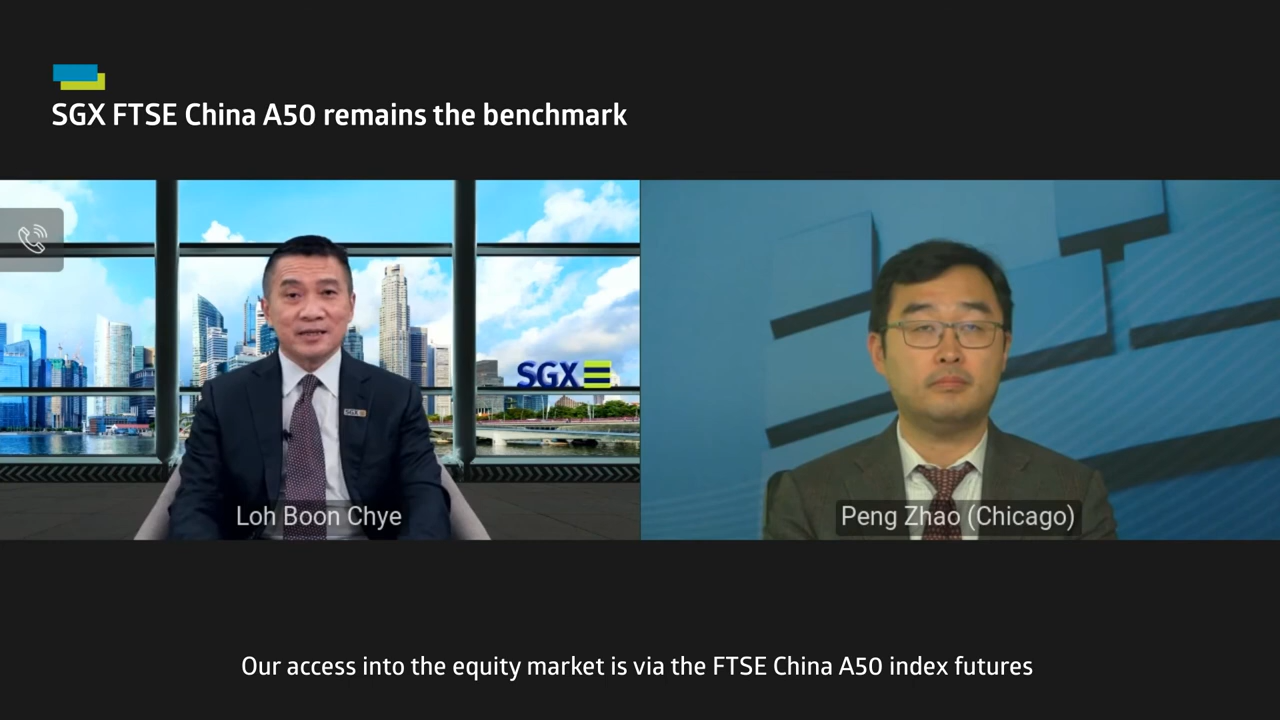 SGX FTSE China A50 remains the benchmark
SGX
SGX
Loh Boon Chye
Peng Zhao (Chicago)
Our access into the equity market is via the FTSE China A50 index futures